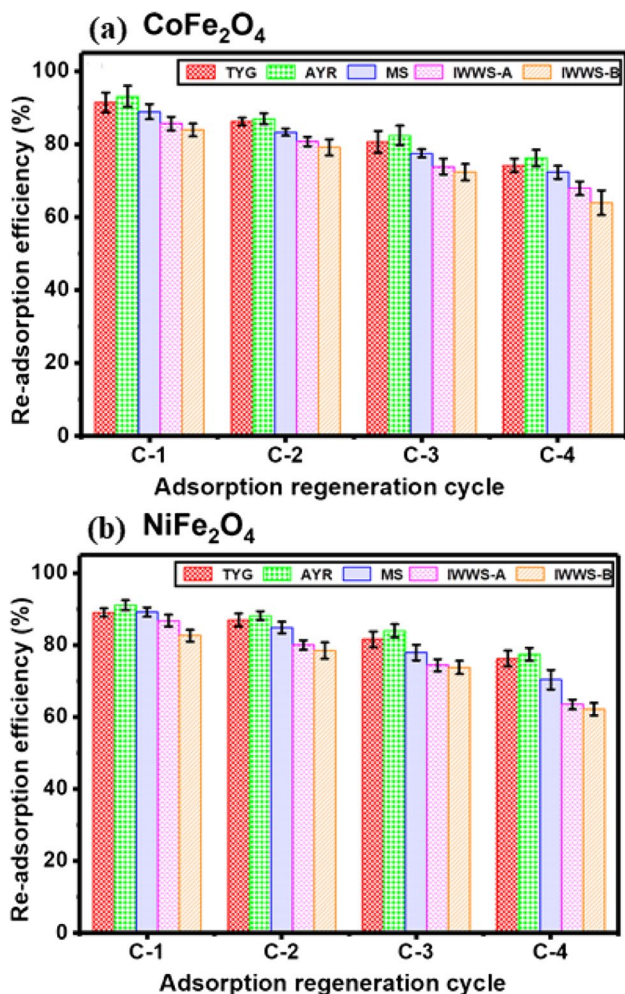 (a) CoFe₂O₄
TYG AYR MS IWWS-A IWWS-B
100
80
60
40
20
0
Re-adsorption efficiency (%)
C-1 C-2 C-3 C-4
Adsorption regeneration cycle
(b) NiFe₂O₄
TYG AYR MS IWWS-A IWWS-B
100
80
60
40
20
0
Re-adsorption efficiency (%)
C-1 C-2 C-3 C-4
Adsorption regeneration cycle